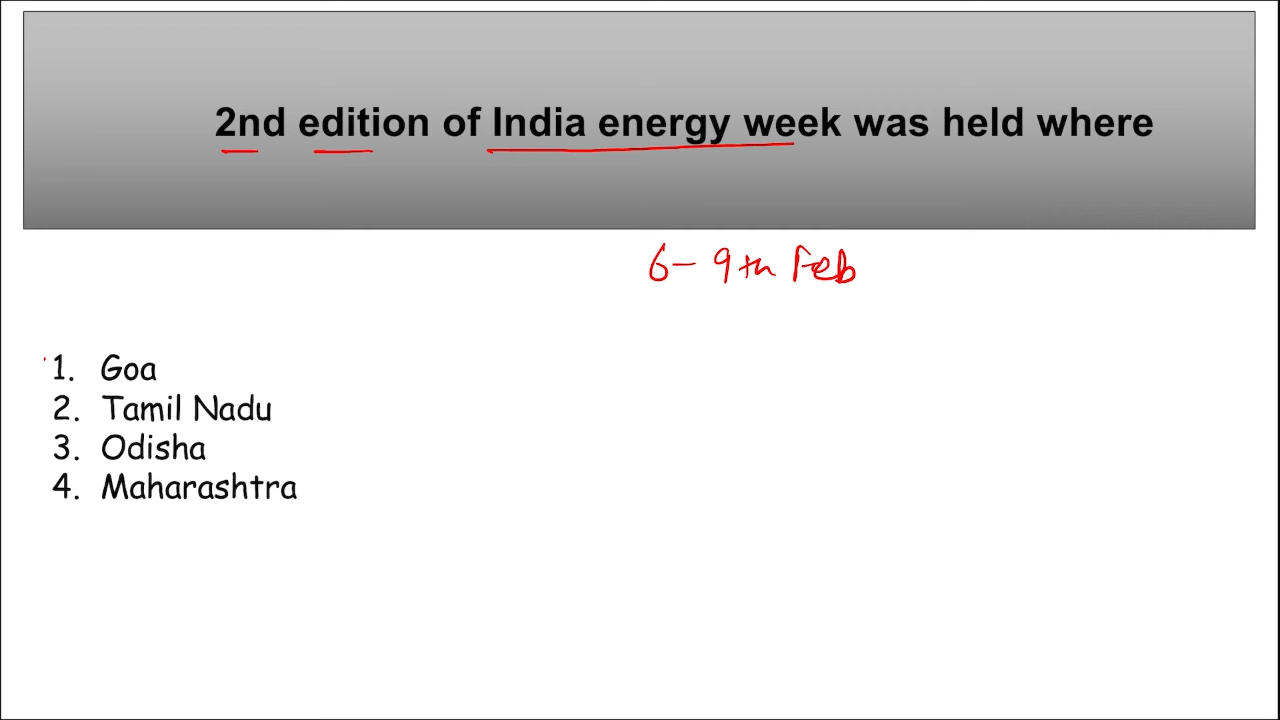 2nd edition of India energy week was held where
6- 9th Feb
1. Goa
2. Tamil Nadu
3. Odisha
4. Maharashtra